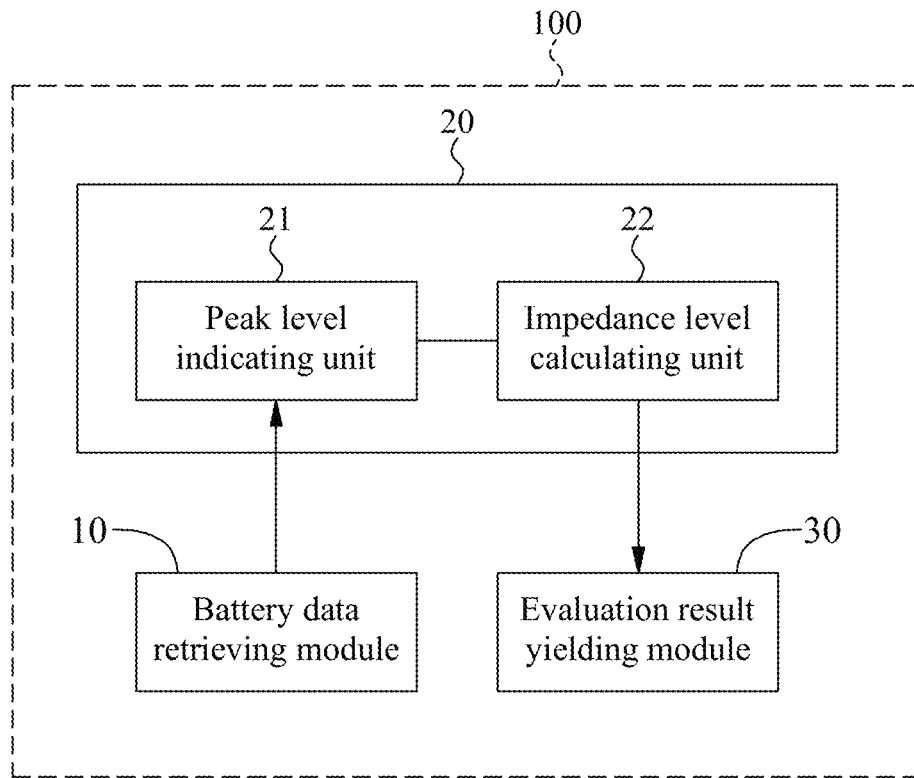 100
20
21
22
Peak level
indicating unit
Impedance level
calculating unit
10
30
Battery data
retrieving module
Evaluation result
yielding module